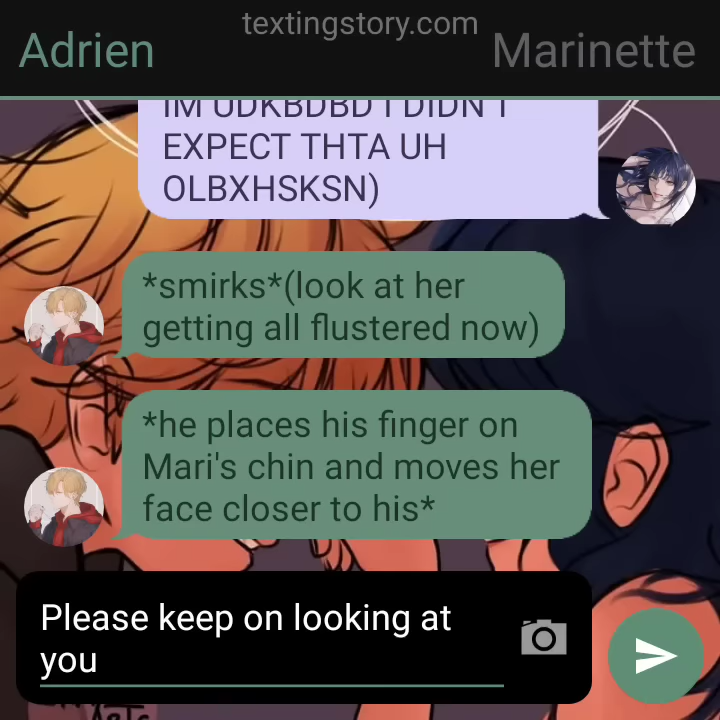 textingstory.com
Adrien
Marinette
IM UDKBDBD I DIDN'T
EXPECT THTA UH
OLBXHSKSN)
*smirks*(look at her
getting all flustered now)
*he places his finger on
Mari's chin and moves her
face closer to his*
Please keep on looking at
you